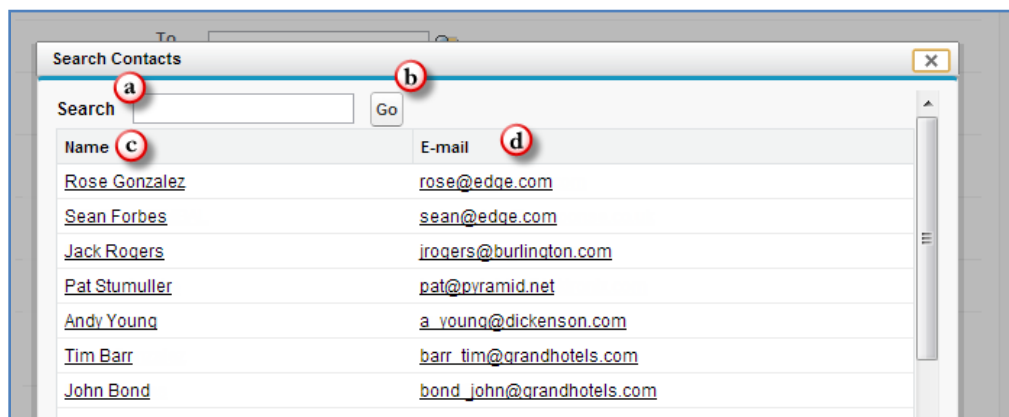 To
Search Contacts
a
b
Search Go
Name c E-mail d
Rose Gonzalez rose@edge.com
Sean Forbes sean@edge.com
Jack Rogers jrogers@burlington.com
Pat Stumuller pat@pyramid.net
Andy Young a_young@dickenson.com
Tim Barr barr_tim@grandhotels.com
John Bond bond_john@grandhotels.com